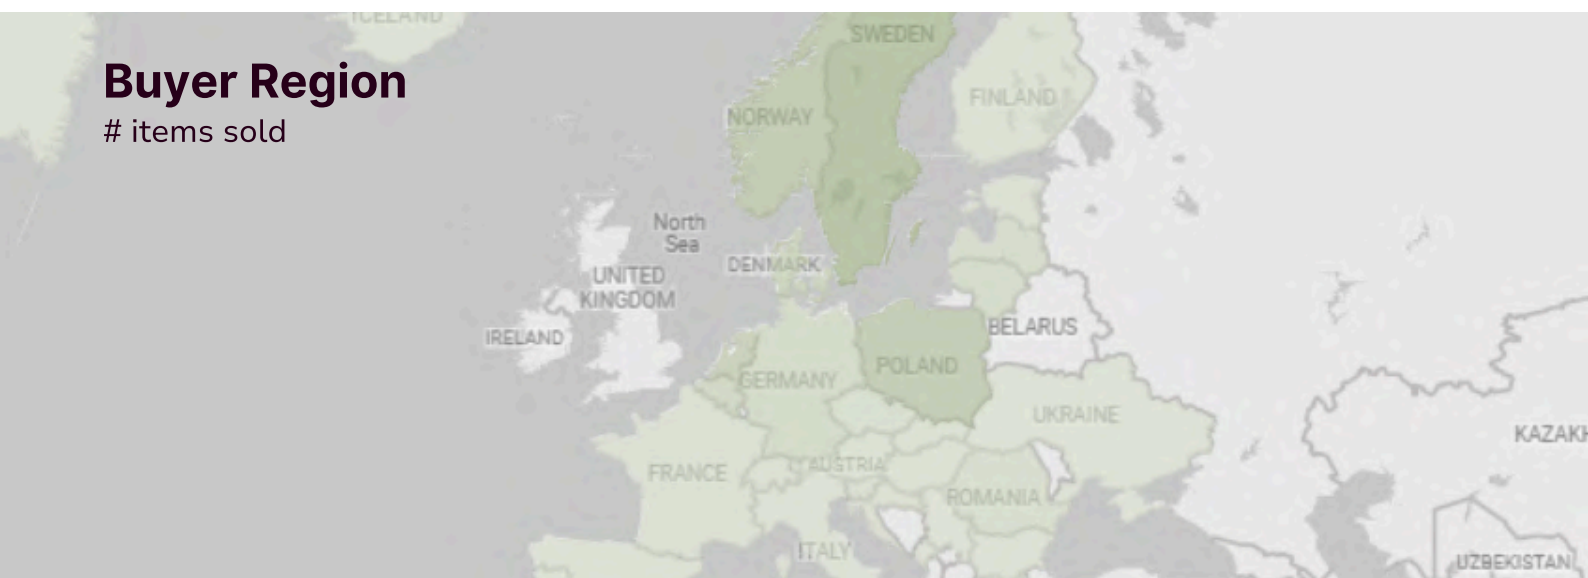 ICELAND
SWEDEN
Buyer Region
# items sold
FINLAND
NORWAY
North
Sea
DENMARK
UNITED
KINGDOM
IRELAND
BELARUS
POLAND
GERMANY
UKRAINE
KAZAKH
AUSTRIA
FRANCE
ROMANIA
ITALY
UZBEKISTAN